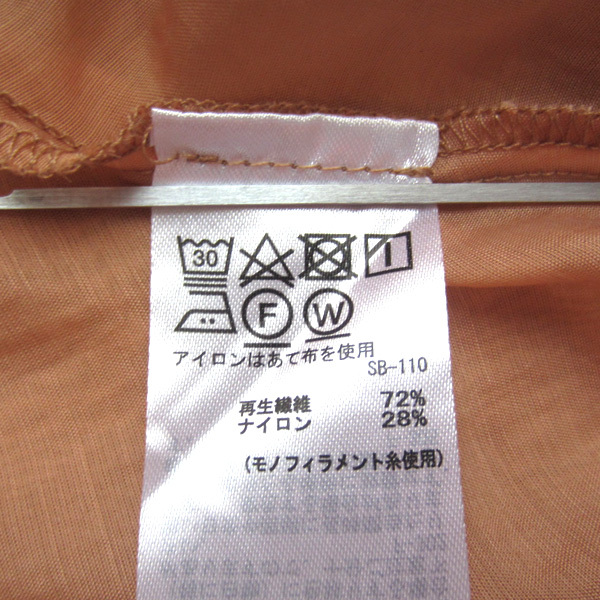 30
F W
アイロンはあて布を使用
SB-110
再生繊維 72%
ナイロン 28%
(モノフィラメント糸使用)